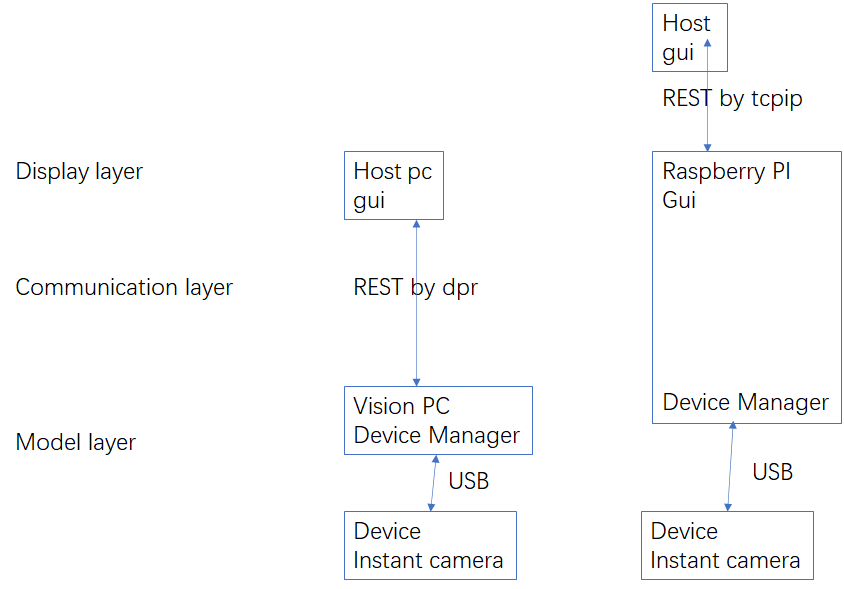 Host
gui
REST by tcpip
Display layer
Host pc
gui
Raspberry PI
Gui
Communication layer
REST by dpr
Vision PC
Device Manager
Device Manager
Model layer
USB
USB
Device
Instant camera
Device
Instant camera